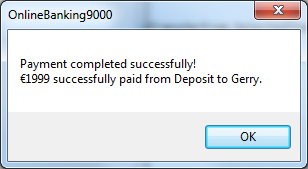 OnlineBanking9000
Payment completed successfully!
€1999 successfully paid from Deposit to Gerry.
OK